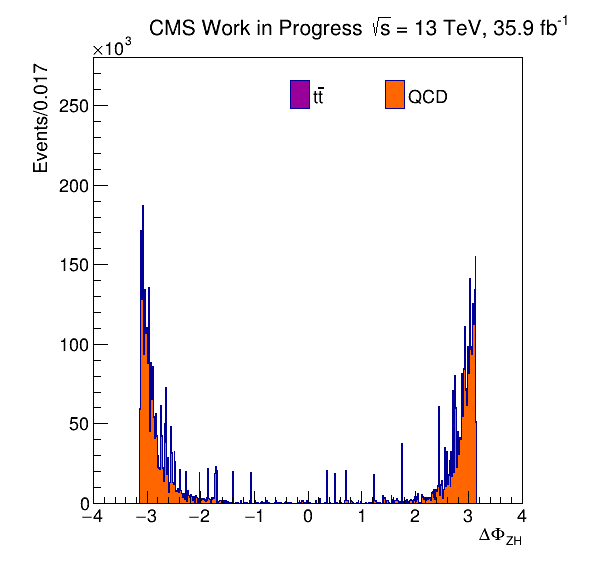 CMS Work in Progress √s = 13 TeV, 35.9 fb⁻¹
×10³
Events/0.017
tt̄
QCD
250
200
150
100
50
0
−4 −3 −2 −1 0 1 2 3 4
ΔΦ_ZH